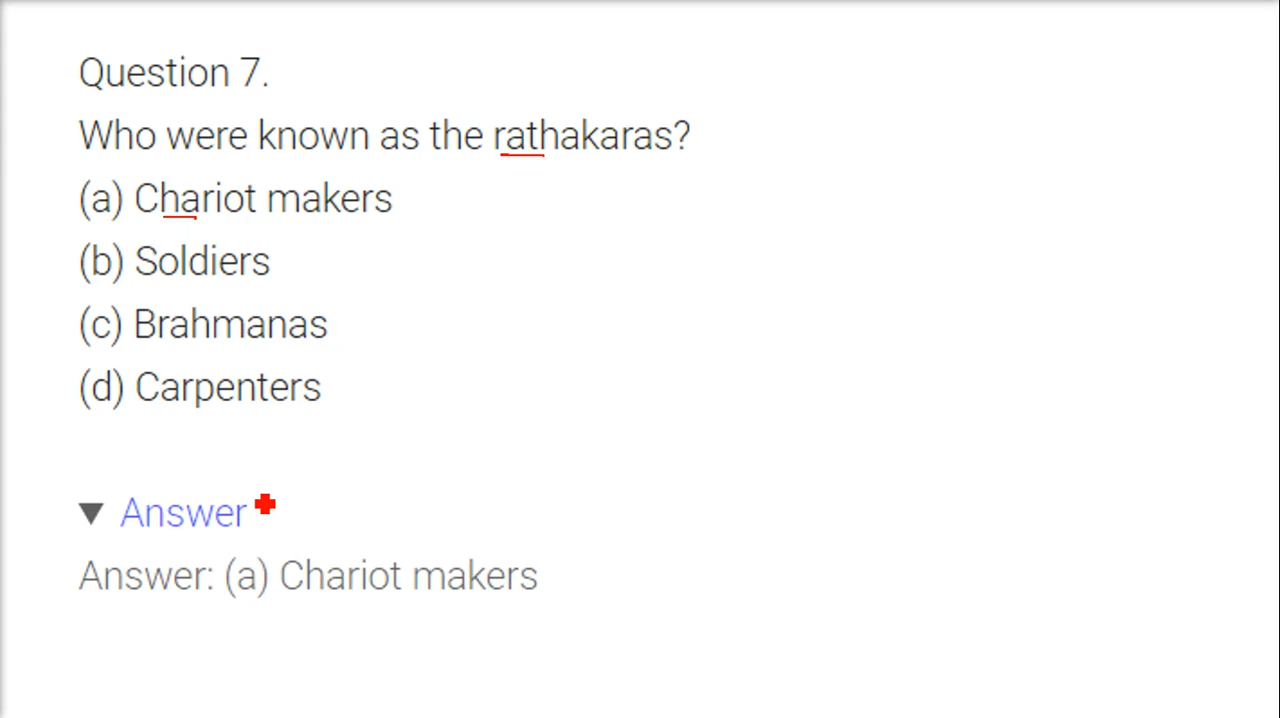 Question 7.
Who were known as the rathakaras?
(a) Chariot makers
(b) Soldiers
(c) Brahmanas
(d) Carpenters
Answer
Answer: (a) Chariot makers